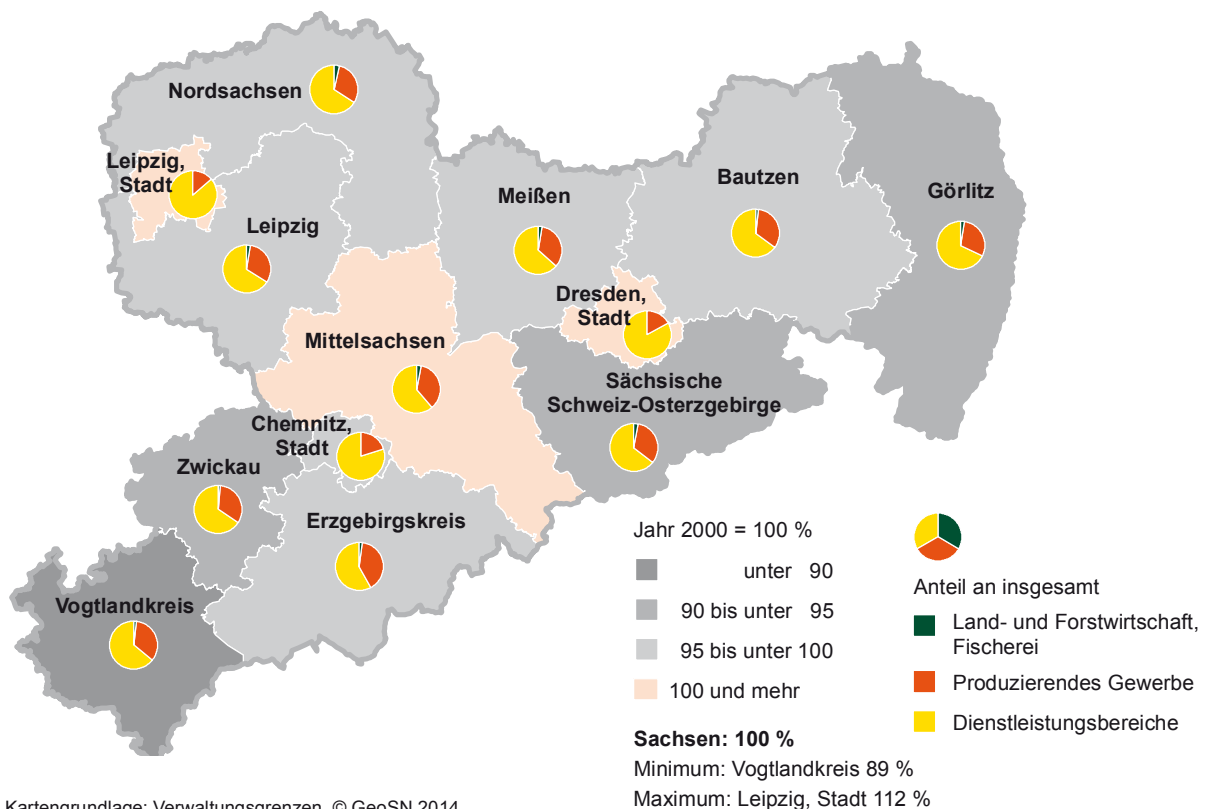 Nordsachsen
Leipzig,
Stadt
Leipzig
Meißen
Bautzen
Görlitz
Dresden,
Stadt
Mittelsachsen
Sächsische
Schweiz-Osterzgebirge
Chemnitz,
Stadt
Zwickau
Erzgebirgskreis
Vogtlandkreis
Jahr 2000 = 100 %
unter 90
90 bis unter 95
95 bis unter 100
100 und mehr
Sachsen: 100 %
Minimum: Vogtlandkreis 89 %
Maximum: Leipzig, Stadt 112 %
Anteil an insgesamt
Land- und Forstwirtschaft,
Fischerei
Produzierendes Gewerbe
Dienstleistungsbereiche
Kartengrundlage: Verwaltungsgrenzen, © GeoSN 2014